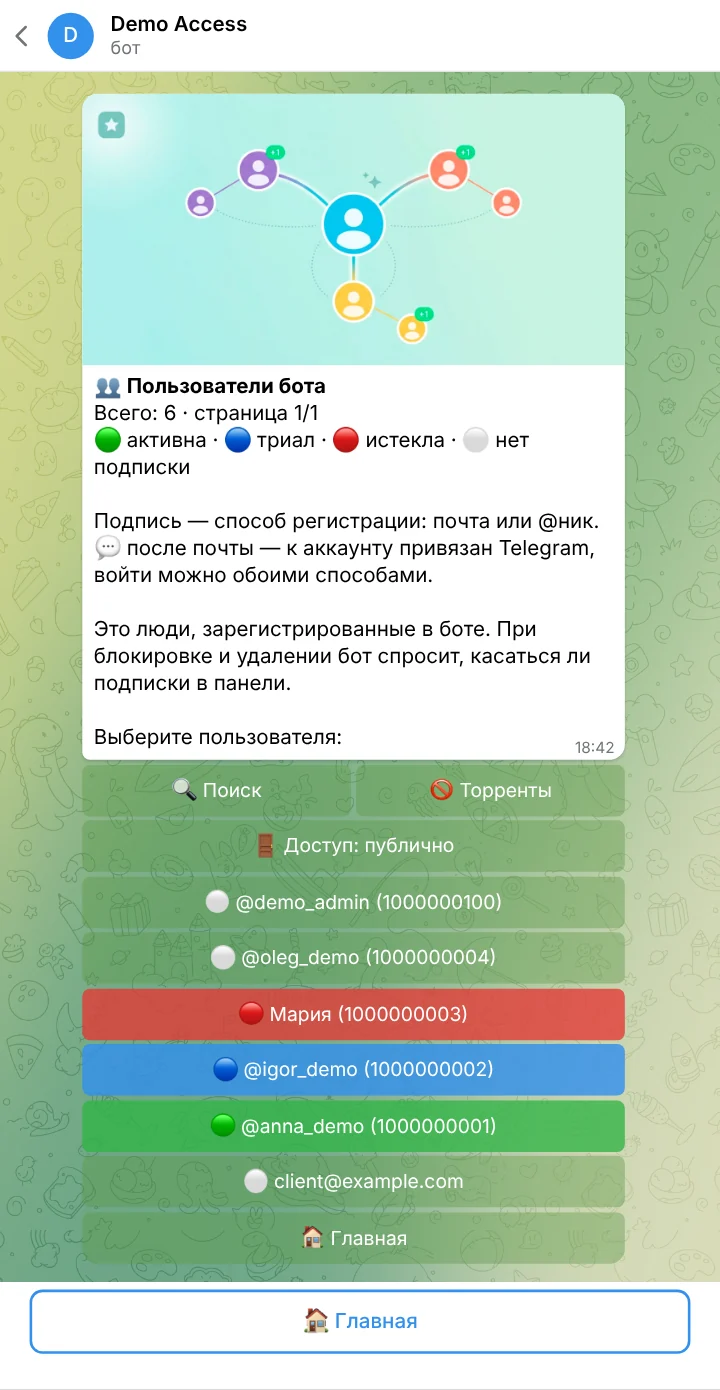 D
Demo Access
бот
+1
+1
+1
👥 Пользователи бота
Всего: 6 · страница 1/1
🟢 активна · 🔵 триал · 🔴 истекла · ⚪ нет
подписки
Подпись — способ регистрации: почта или @ник.
💬 после почты — к аккаунту привязан Telegram,
войти можно обоими способами.
Это люди, зарегистрированные в боте. При
блокировке и удалении бот спросит, касаться ли
подписки в панели.
Выберите пользователя:
18:42
🔍 Поиск
🚫 Торренты
🚪 Доступ: публично
⚪ @demo_admin (1000000100)
⚪ @oleg_demo (1000000004)
🔴 Мария (1000000003)
🔵 @igor_demo (1000000002)
🟢 @anna_demo (1000000001)
⚪ client@example.com
🏠 Главная
🏠 Главная